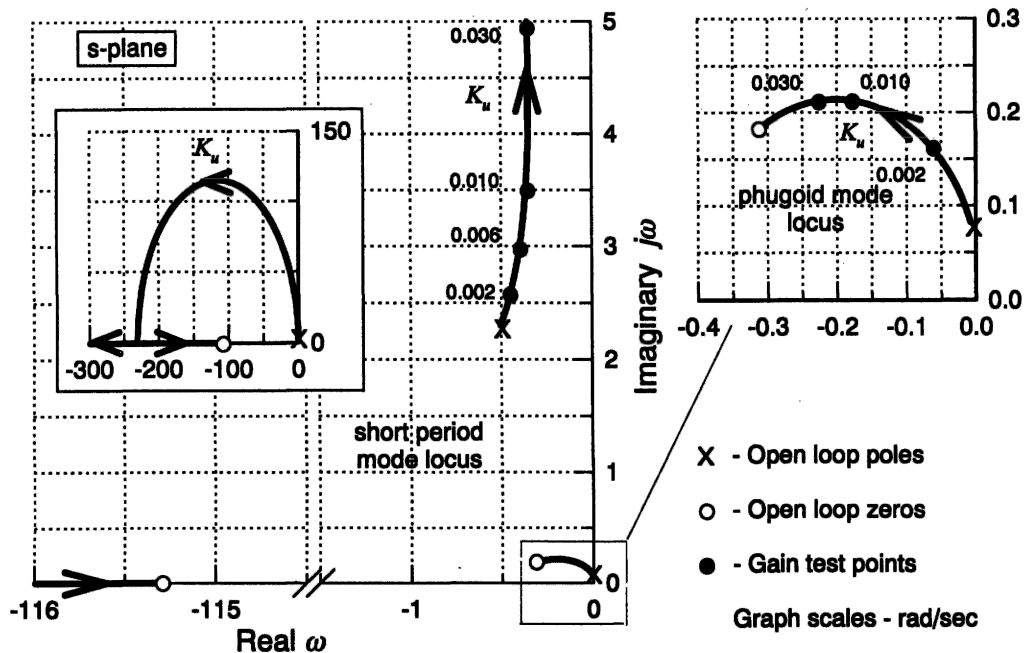 s-plane
K_u
150
0
-300
-200
-100
0
0.030
K_u
0.010
0.006
0.002
short period
mode locus
5
4
3
2
1
0
Imaginary jω
-116
-115
-1
0
Real ω
0.3
0.2
0.1
0.0
0.030
0.010
K_u
0.002
phugoid mode
locus
-0.4
-0.3
-0.2
-0.1
0.0
X - Open loop poles
O - Open loop zeros
● - Gain test points
Graph scales - rad/sec